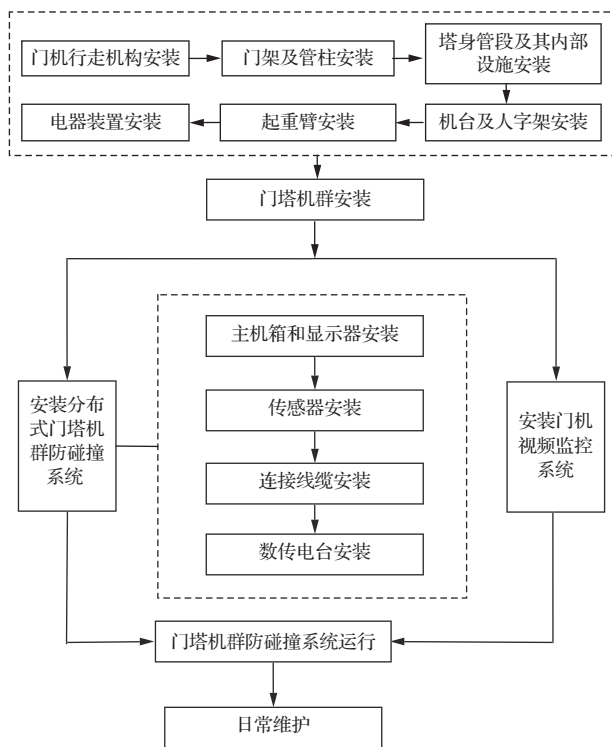 门机行走机构安装
门架及管柱安装
塔身管段及其内部
设施安装
电器装置安装
起重臂安装
机台及人字架安装
门塔机群安装
主机箱和显示器安装
传感器安装
连接线缆安装
数传电台安装
安装分布
式门塔机
群防碰撞
系统
安装门机
视频监控
系统
门塔机群防碰撞系统运行
日常维护